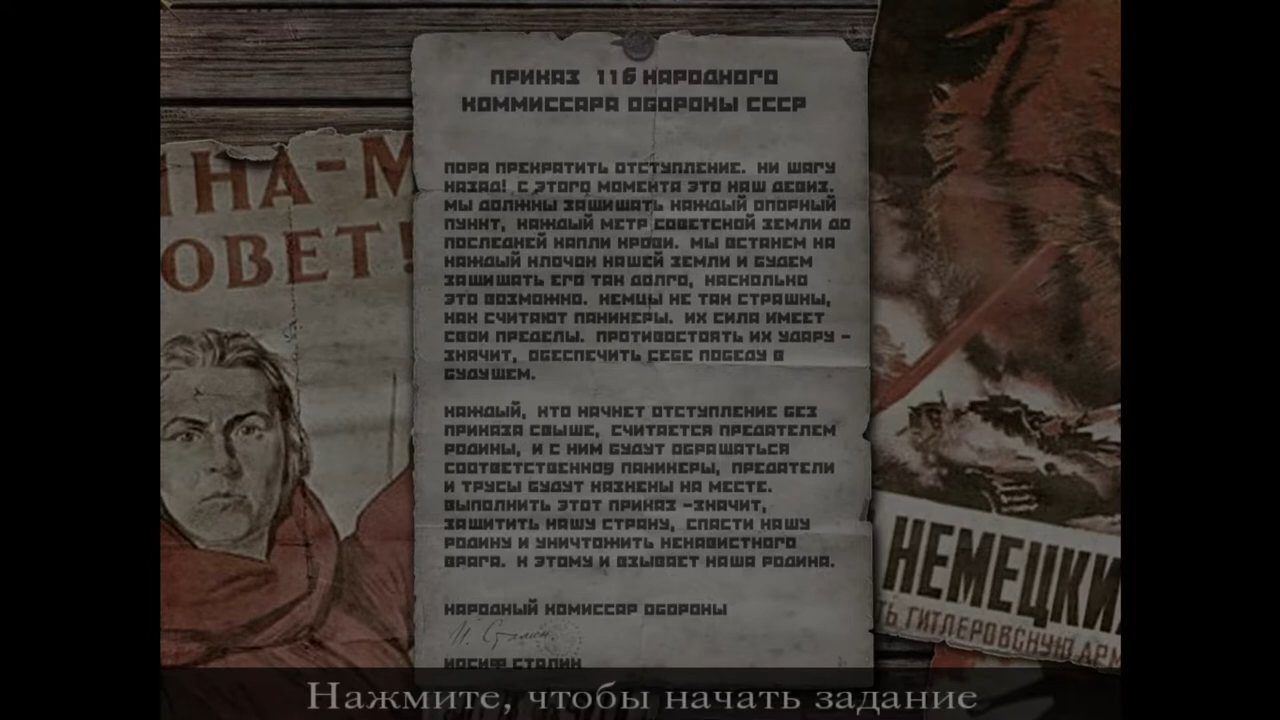 ПРИКАЗ 116 НАРОДНОГО
КОММИССАРА ОБОРОНЫ СССР
ПОРА ПРЕКРАТИТЬ ОТСТУПЛЕНИЕ. НИ ШАГУ
НАЗАД! С ЭТОГО МОМЕНТА ЭТО НАШ ДЕВИЗ.
МЫ ДОЛЖНЫ ЗАЩИЩАТЬ КАЖДЫЙ ОПОРНЫЙ
ПУНКТ, КАЖДЫЙ МЕТР СОВЕТСКОЙ ЗЕМЛИ ДО
ПОСЛЕДНЕЙ КАПЛИ КРОВИ. МЫ ВСТАНЕМ НА
КАЖДЫЙ КЛОЧОК НАШЕЙ ЗЕМЛИ И БУДЕМ
ЗАЩИЩАТЬ ЕГО ТАК ДОЛГО, НАСКОЛЬКО
ЭТО ВОЗМОЖНО. НЕМЦЫ НЕ ТАК СТРАШНЫ,
КАК СЧИТАЮТ ПАНИКЕРЫ. ИХ СИЛА ИМЕЕТ
СВОИ ПРЕДЕЛЫ. ПРОТИВОСТОЯТЬ ИХ УДАРУ -
ЗНАЧИТ, ОБЕСПЕЧИТЬ СЕБЕ ПОБЕДУ В
БУДУЩЕМ.
КАЖДЫЙ, КТО НАЧНЕТ ОТСТУПЛЕНИЕ БЕЗ
ПРИКАЗА СВЫШЕ, СЧИТАЕТСЯ ПРЕДАТЕЛЕМ
РОДИНЫ, И С НИМ БУДУТ ОБРАЩАТЬСЯ
СООТВЕТСТВЕННО9 ПАНИКЕРЫ, ПРЕДАТЕЛИ
И ТРУСЫ БУДУТ КАЗНЕНЫ НА МЕСТЕ.
ВЫПОЛНИТЬ ЭТОТ ПРИКАЗ -ЗНАЧИТ,
ЗАЩИТИТЬ НАШУ СТРАНУ, СПАСТИ НАШУ
РОДИНУ И УНИЧТОЖИТЬ НЕНАВИСТНОГО
ВРАГА. К ЭТОМУ И ВЗЫВАЕТ НАША РОДИНА.
НАРОДНЫЙ КОМИССАР ОБОРОНЫ
И. Сталин
ИОСИФ СТАЛИН
ИНА-М
ОВЕТ!
НЕМЕЦКИ
ТЬ ГИТЛЕРОВСКУЮ АРМ
Нажмите, чтобы начать задание